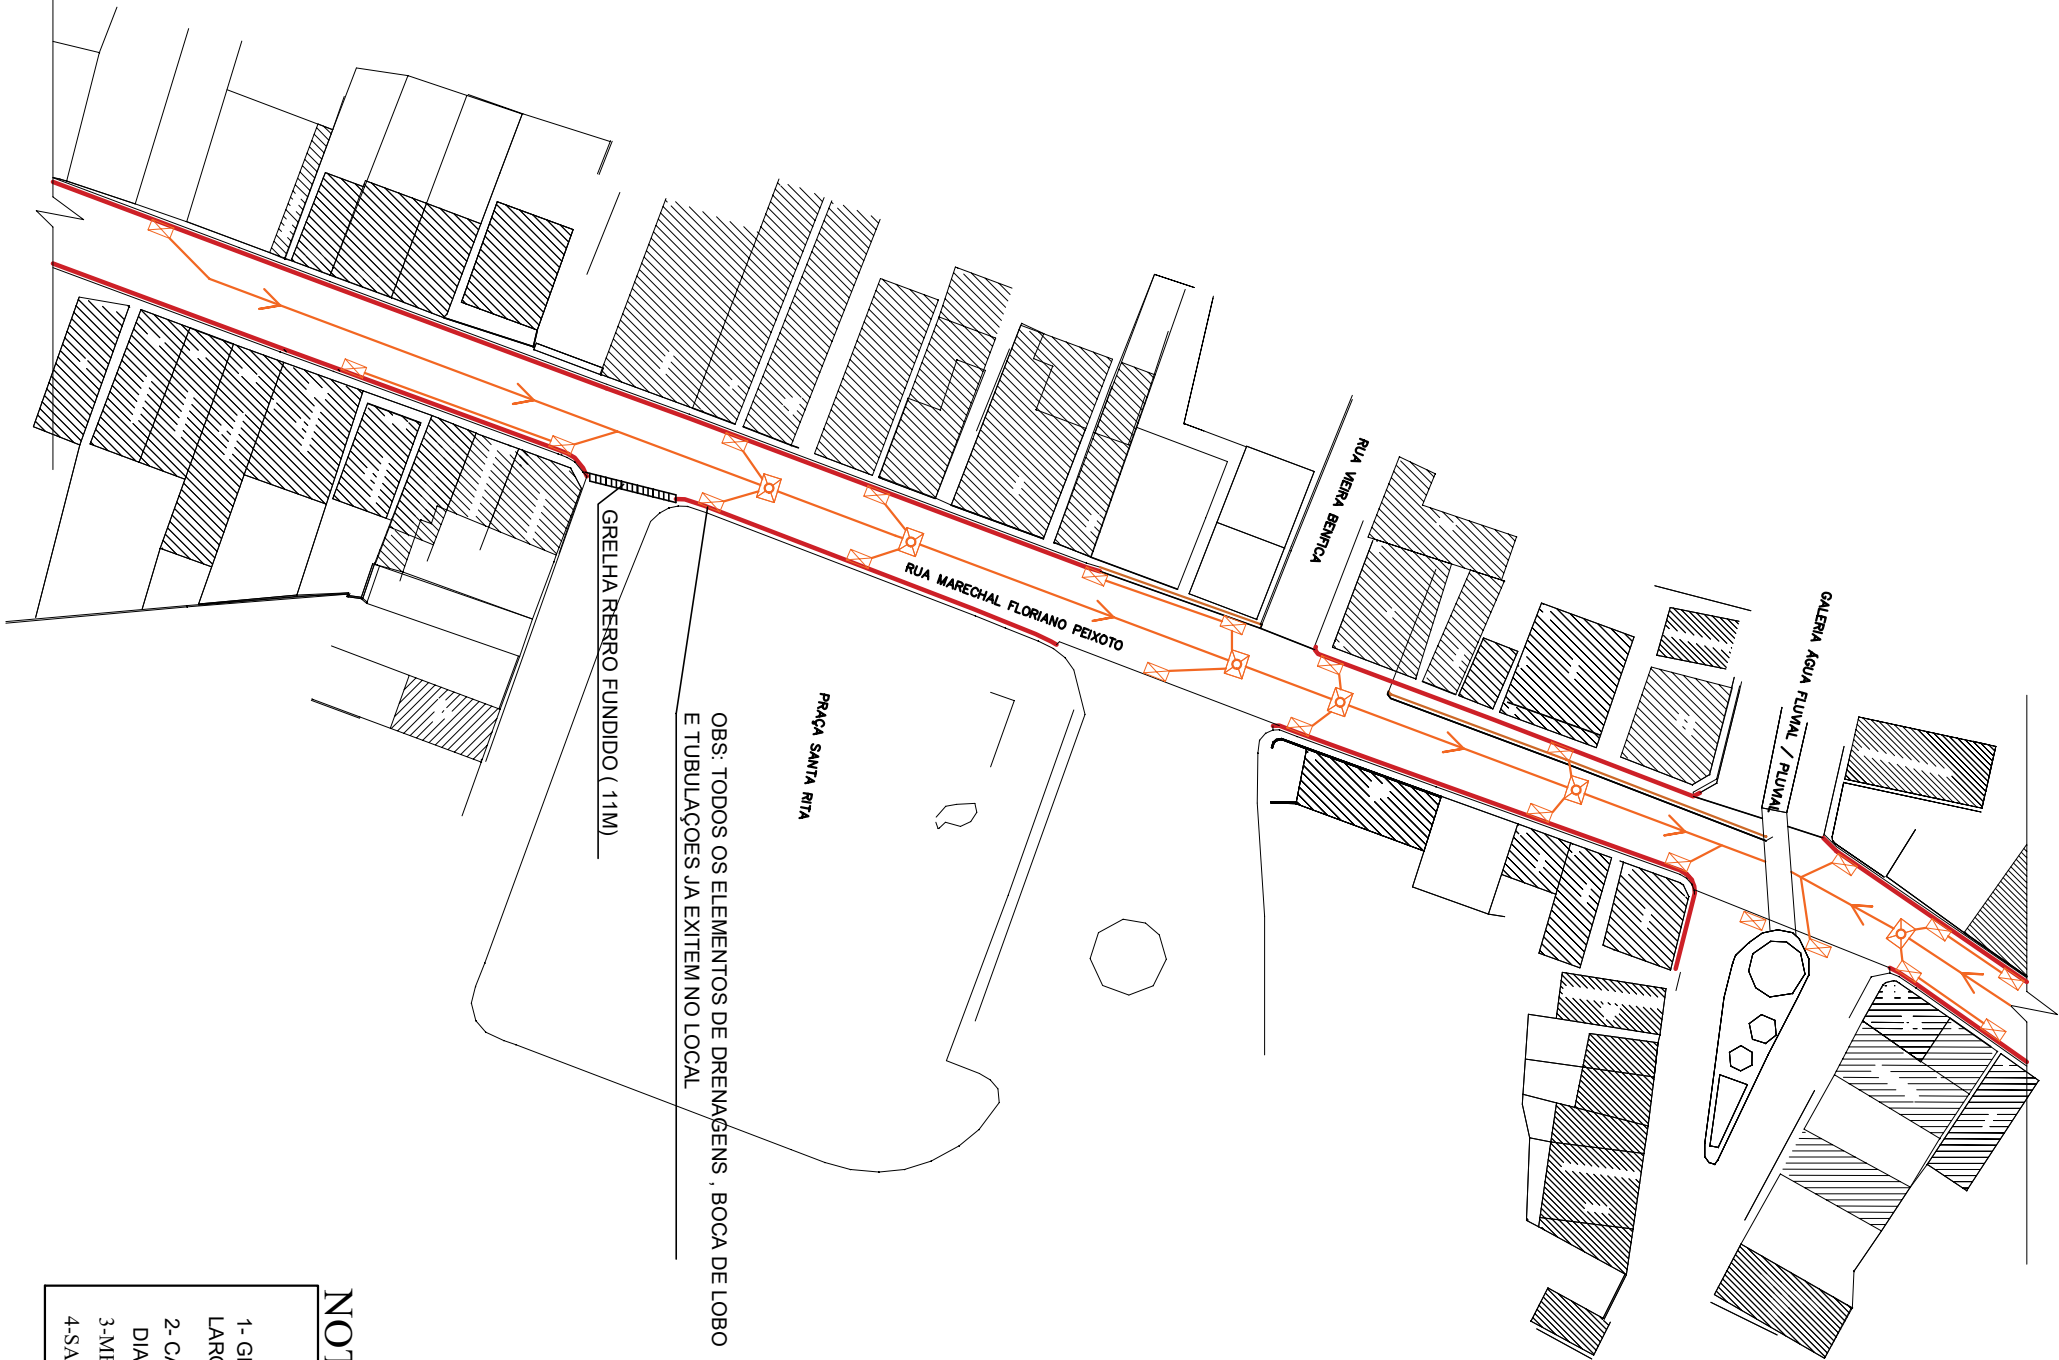 RUA VIEIRA BENFICA
GALERIA ÁGUA FLUVIAL / PLUVIAL
RUA MARECHAL FLORIANO PEIXOTO
PRAÇA SANTA RITA
GRELHA RERRO FUNDIDO ( 11M)
OBS: TODOS OS ELEMENTOS DE DRENAGENS , BOCA DE LOBO
E TUBULAÇOES JA EXITEM NO LOCAL
NOT
1- GI
LARG
2- CA
DIA
3-ME
4-SA